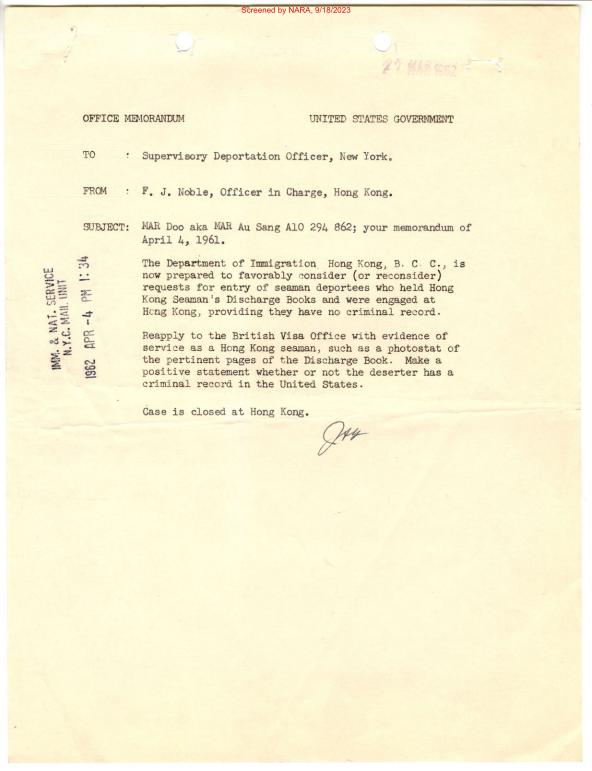 Screened by NARA, 9/18/2023
27 MAR 1962
OFFICE MEMORANDUM UNITED STATES GOVERNMENT
TO : Supervisory Deportation Officer, New York.
FROM : F. J. Noble, Officer in Charge, Hong Kong.
SUBJECT: MAR Doo aka MAR Au Sang A10 294 862; your memorandum of
April 4, 1961.
The Department of Immigration Hong Kong, B. C. C., is
now prepared to favorably consider (or reconsider)
requests for entry of seaman deportees who held Hong
Kong Seaman's Discharge Books and were engaged at
Hong Kong, providing they have no criminal record.
Reapply to the British Visa Office with evidence of
service as a Hong Kong seaman, such as a photostat of
the pertinent pages of the Discharge Book. Make a
positive statement whether or not the deserter has a
criminal record in the United States.
Case is closed at Hong Kong.
IMM. & NAT. SERVICE
N.Y.C. MAIL UNIT
1962 APR -4 PM 1:34